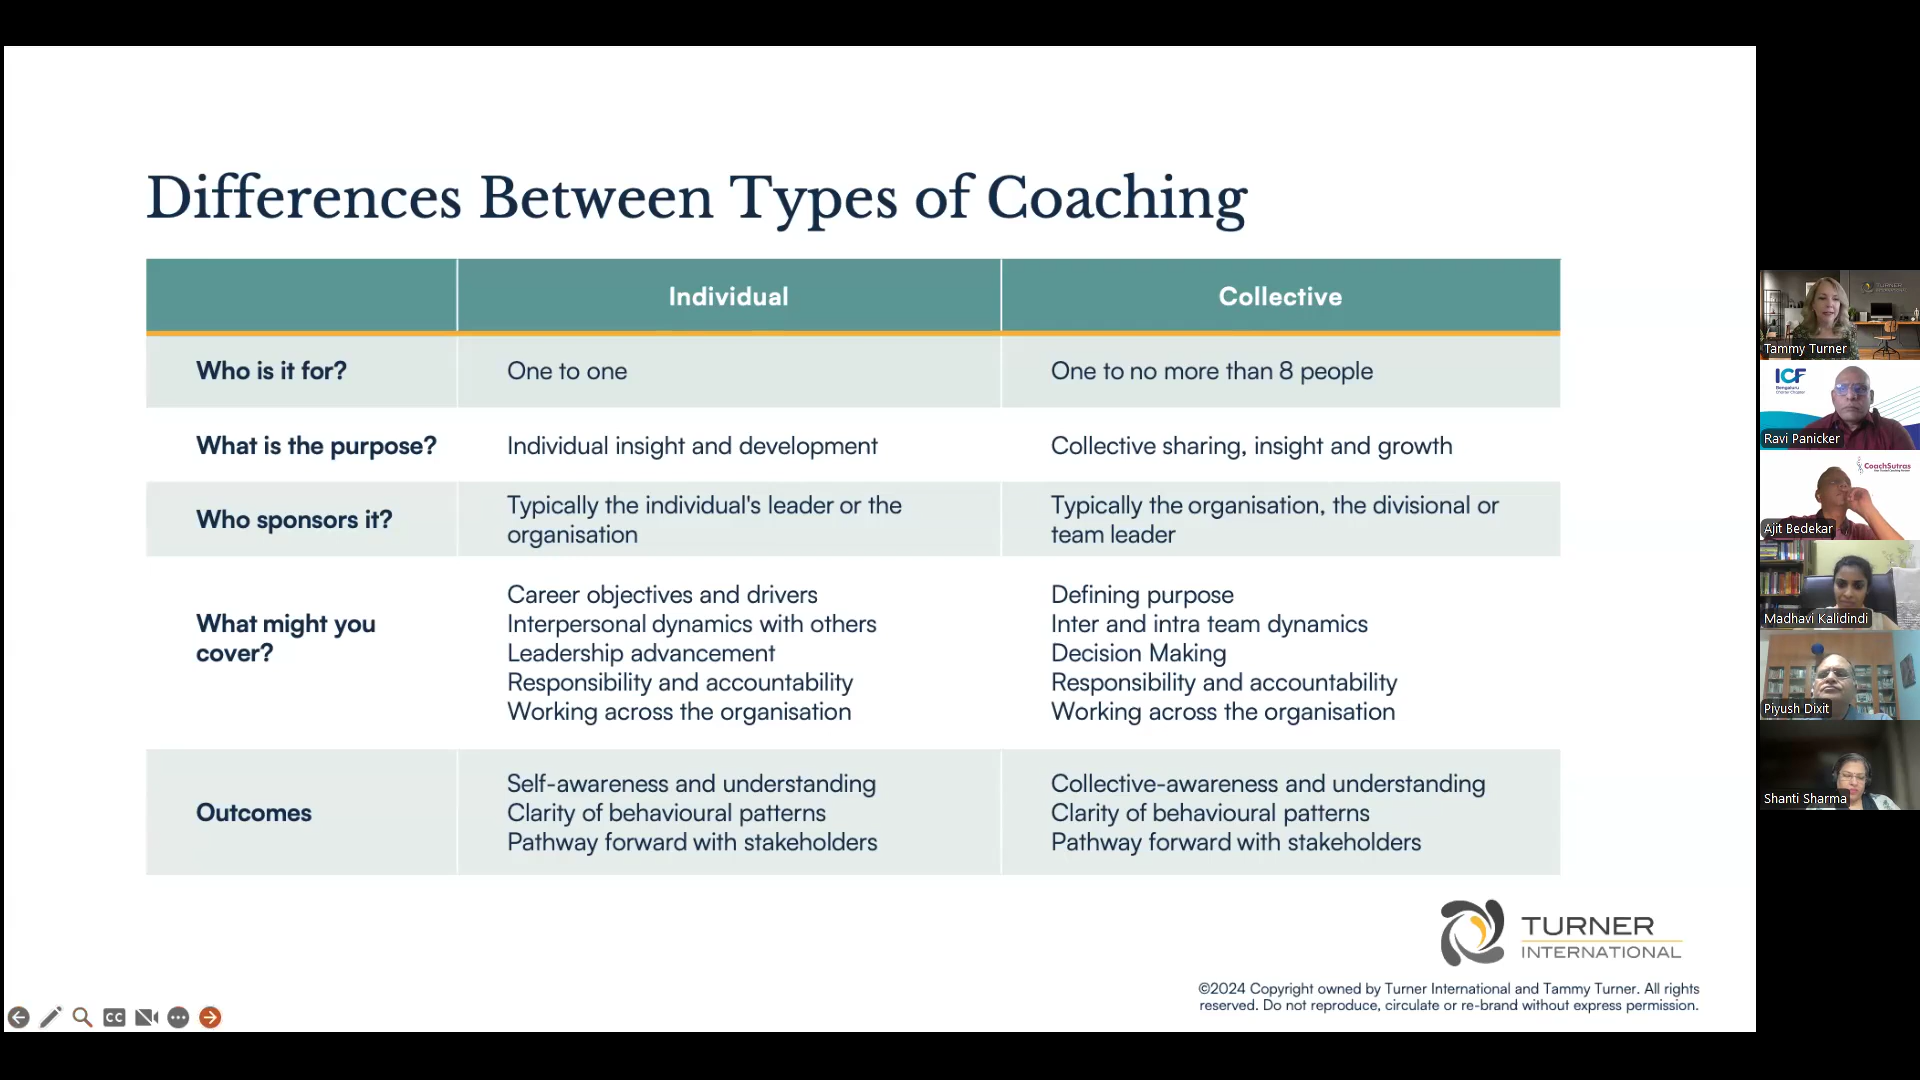 Differences Between Types of Coaching
Individual
Collective
Who is it for?
One to one
One to no more than 8 people
What is the purpose?
Individual insight and development
Collective sharing, insight and growth
Who sponsors it?
Typically the individual's leader or the
organisation
Typically the organisation, the divisional or
team leader
What might you
cover?
Career objectives and drivers
Interpersonal dynamics with others
Leadership advancement
Responsibility and accountability
Working across the organisation
Defining purpose
Inter and intra team dynamics
Decision Making
Responsibility and accountability
Working across the organisation
Outcomes
Self-awareness and understanding
Clarity of behavioural patterns
Pathway forward with stakeholders
Collective-awareness and understanding
Clarity of behavioural patterns
Pathway forward with stakeholders
TURNER
INTERNATIONAL
©2024 Copyright owned by Turner International and Tammy Turner. All rights
reserved. Do not reproduce, circulate or re-brand without express permission.
CC
TURNER
Tammy Turner
ICF
Bengaluru
Charter Chapter
Ravi Panicker
CoachSutras
Ajit Bedekar
Madhavi Kalidindi
Piyush Dixit
Shanti Sharma